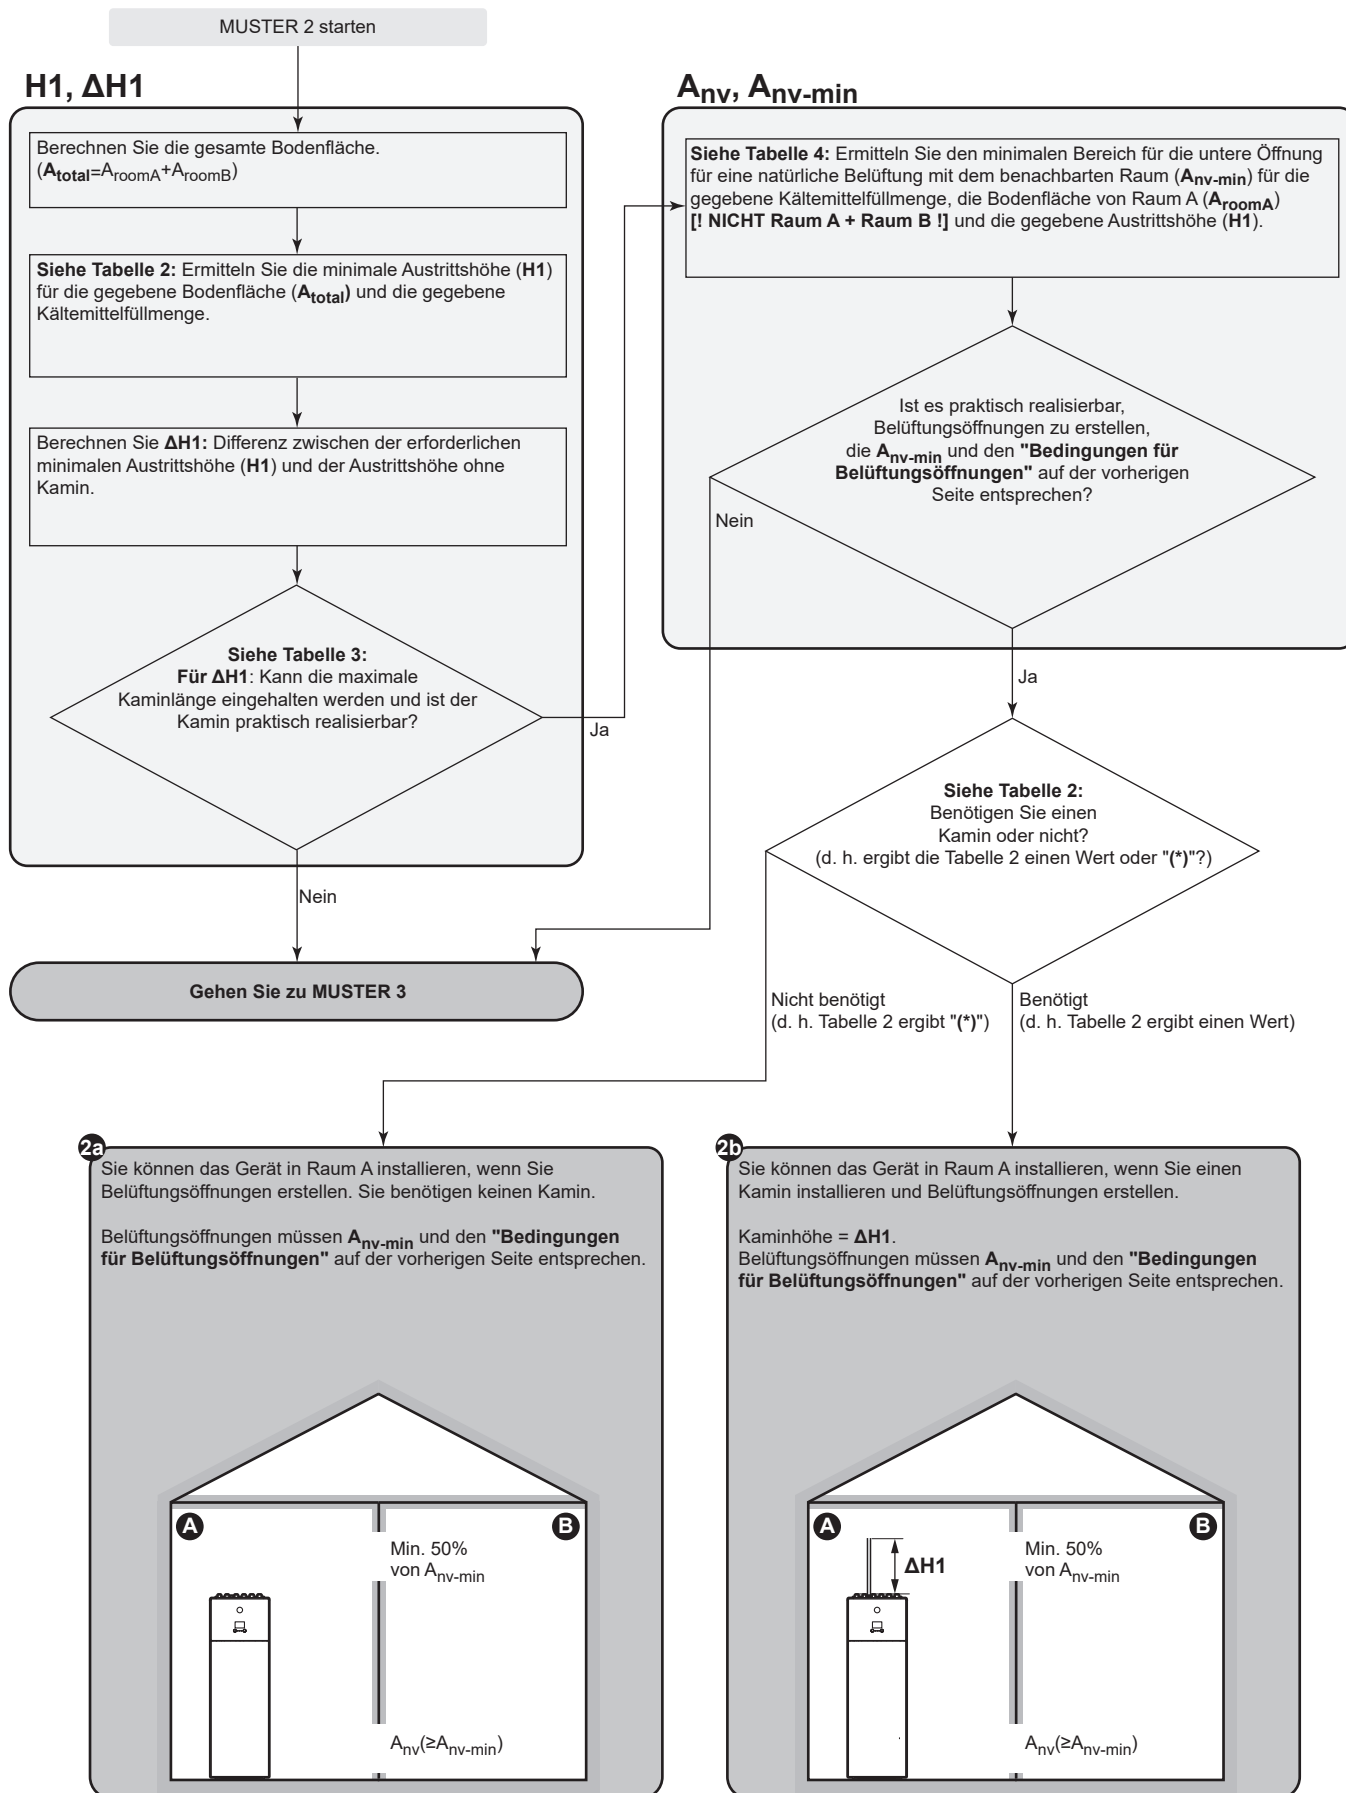 MUSTER 2 starten
H1, ΔH1
Berechnen Sie die gesamte Bodenfläche.
(Atotal=AroomA+AroomB)
Siehe Tabelle 2: Ermitteln Sie die minimale Austrittshöhe (H1)
für die gegebene Bodenfläche (Atotal) und die gegebene
Kältemittelfüllmenge.
Berechnen Sie ΔH1: Differenz zwischen der erforderlichen
minimalen Austrittshöhe (H1) und der Austrittshöhe ohne
Kamin.
Siehe Tabelle 3:
Für ΔH1: Kann die maximale
Kaminlänge eingehalten werden und ist der
Kamin praktisch realisierbar?
Ja
Nein
Gehen Sie zu MUSTER 3
Anv, Anv-min
Siehe Tabelle 4: Ermitteln Sie den minimalen Bereich für die untere Öffnung
für eine natürliche Belüftung mit dem benachbarten Raum (Anv-min) für die
gegebene Kältemittelfüllmenge, die Bodenfläche von Raum A (AroomA)
[! NICHT Raum A + Raum B !] und die gegebene Austrittshöhe (H1).
Ist es praktisch realisierbar,
Belüftungsöffnungen zu erstellen,
die Anv-min und den "Bedingungen für
Belüftungsöffnungen" auf der vorherigen
Seite entsprechen?
Nein
Ja
Siehe Tabelle 2:
Benötigen Sie einen
Kamin oder nicht?
(d. h. ergibt die Tabelle 2 einen Wert oder "(*)"?)
Nicht benötigt
(d. h. Tabelle 2 ergibt "(*)")
Benötigt
(d. h. Tabelle 2 ergibt einen Wert)
2a
Sie können das Gerät in Raum A installieren, wenn Sie
Belüftungsöffnungen erstellen. Sie benötigen keinen Kamin.
Belüftungsöffnungen müssen Anv-min und den "Bedingungen
für Belüftungsöffnungen" auf der vorherigen Seite entsprechen.
A
B
Min. 50%
von Anv-min
Anv(≥Anv-min)
2b
Sie können das Gerät in Raum A installieren, wenn Sie einen
Kamin installieren und Belüftungsöffnungen erstellen.
Kaminhöhe = ΔH1.
Belüftungsöffnungen müssen Anv-min und den "Bedingungen
für Belüftungsöffnungen" auf der vorherigen Seite entsprechen.
A
B
ΔH1
Min. 50%
von Anv-min
Anv(≥Anv-min)